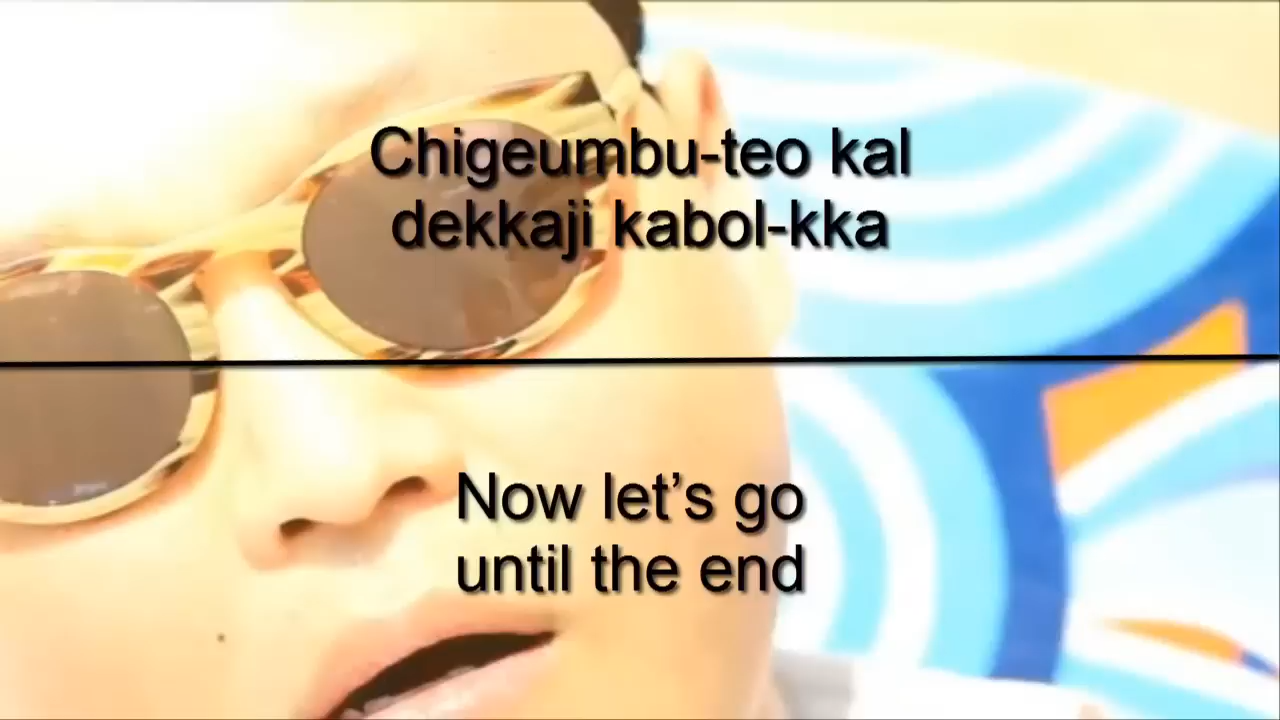 Chigeumbu-teo kal
dekkaji kabol-kka
Now let’s go
until the end